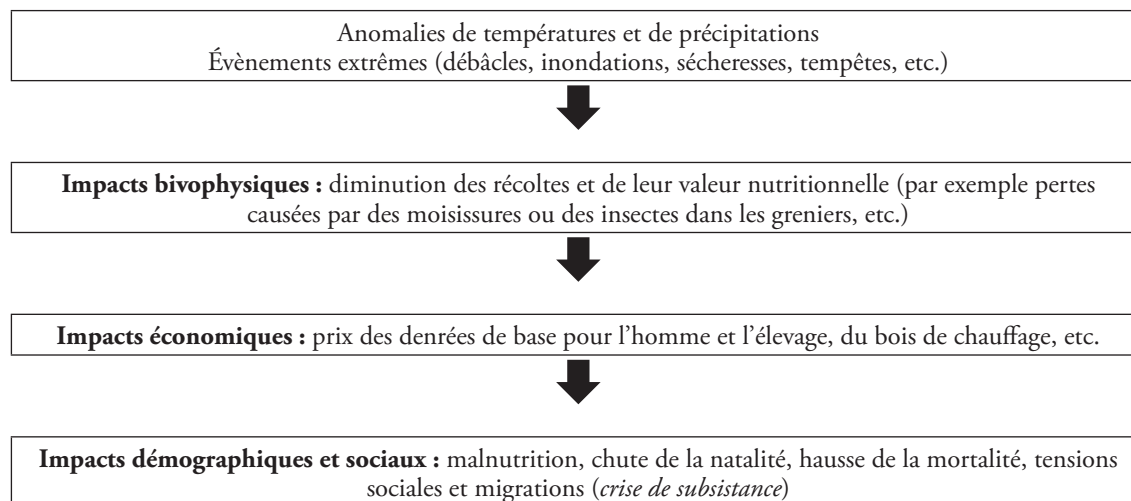 Anomalies de températures et de précipitations
Évènements extrêmes (débâcles, inondations, sécheresses, tempêtes, etc.)
Impacts bivophysiques : diminution des récoltes et de leur valeur nutritionnelle (par exemple pertes
causées par des moisissures ou des insectes dans les greniers, etc.)
Impacts économiques : prix des denrées de base pour l'homme et l'élevage, du bois de chauffage, etc.
Impacts démographiques et sociaux : malnutrition, chute de la natalité, hausse de la mortalité, tensions
sociales et migrations (crise de subsistance)